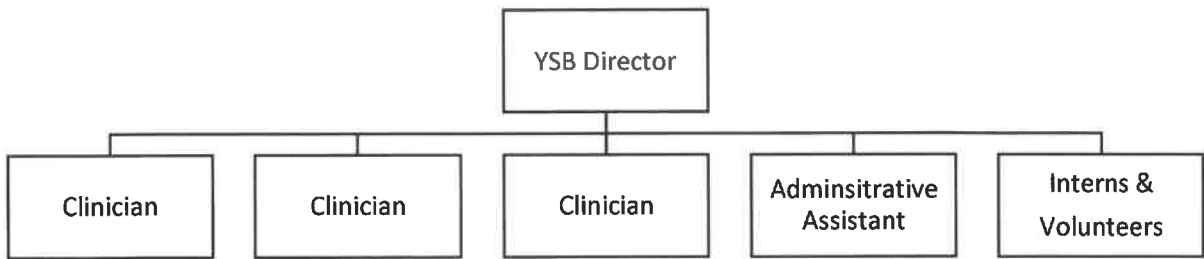 YSB Director
Clinician
Clinician
Clinician
Adminsitrative
Assistant
Interns &
Volunteers